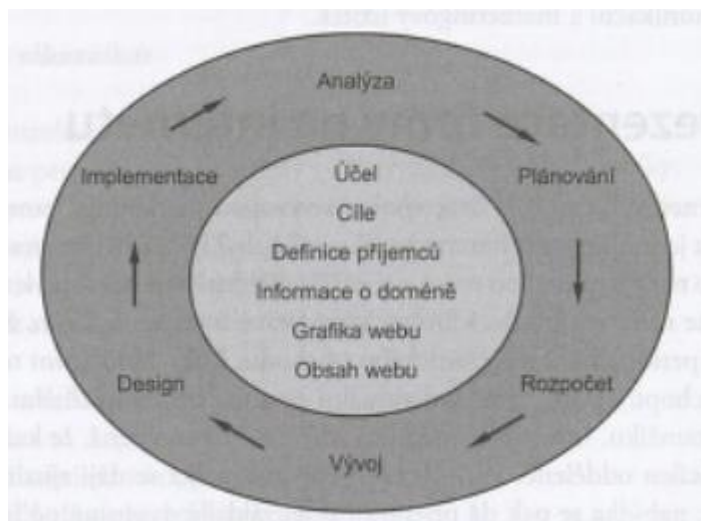 Analýza
Implementace
Plánování
Účel
Cíle
Definice příjemců
Informace o doméně
Grafika webu
Obsah webu
Design
Rozpočet
Vývoj